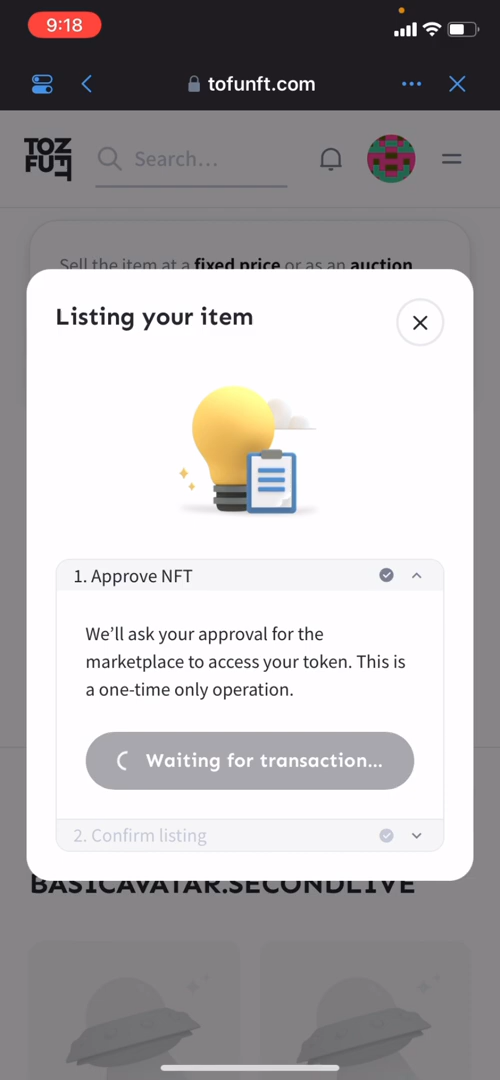 9:18
tofunft.com
TOZ
FU
Search...
Sell the item at a fixed price or as an auction
Listing your item
1. Approve NFT
We'll ask your approval for the
marketplace to access your token. This is
a one-time only operation.
Waiting for transaction...
2. Confirm listing
BASICAVATAR.SECONDLIVE